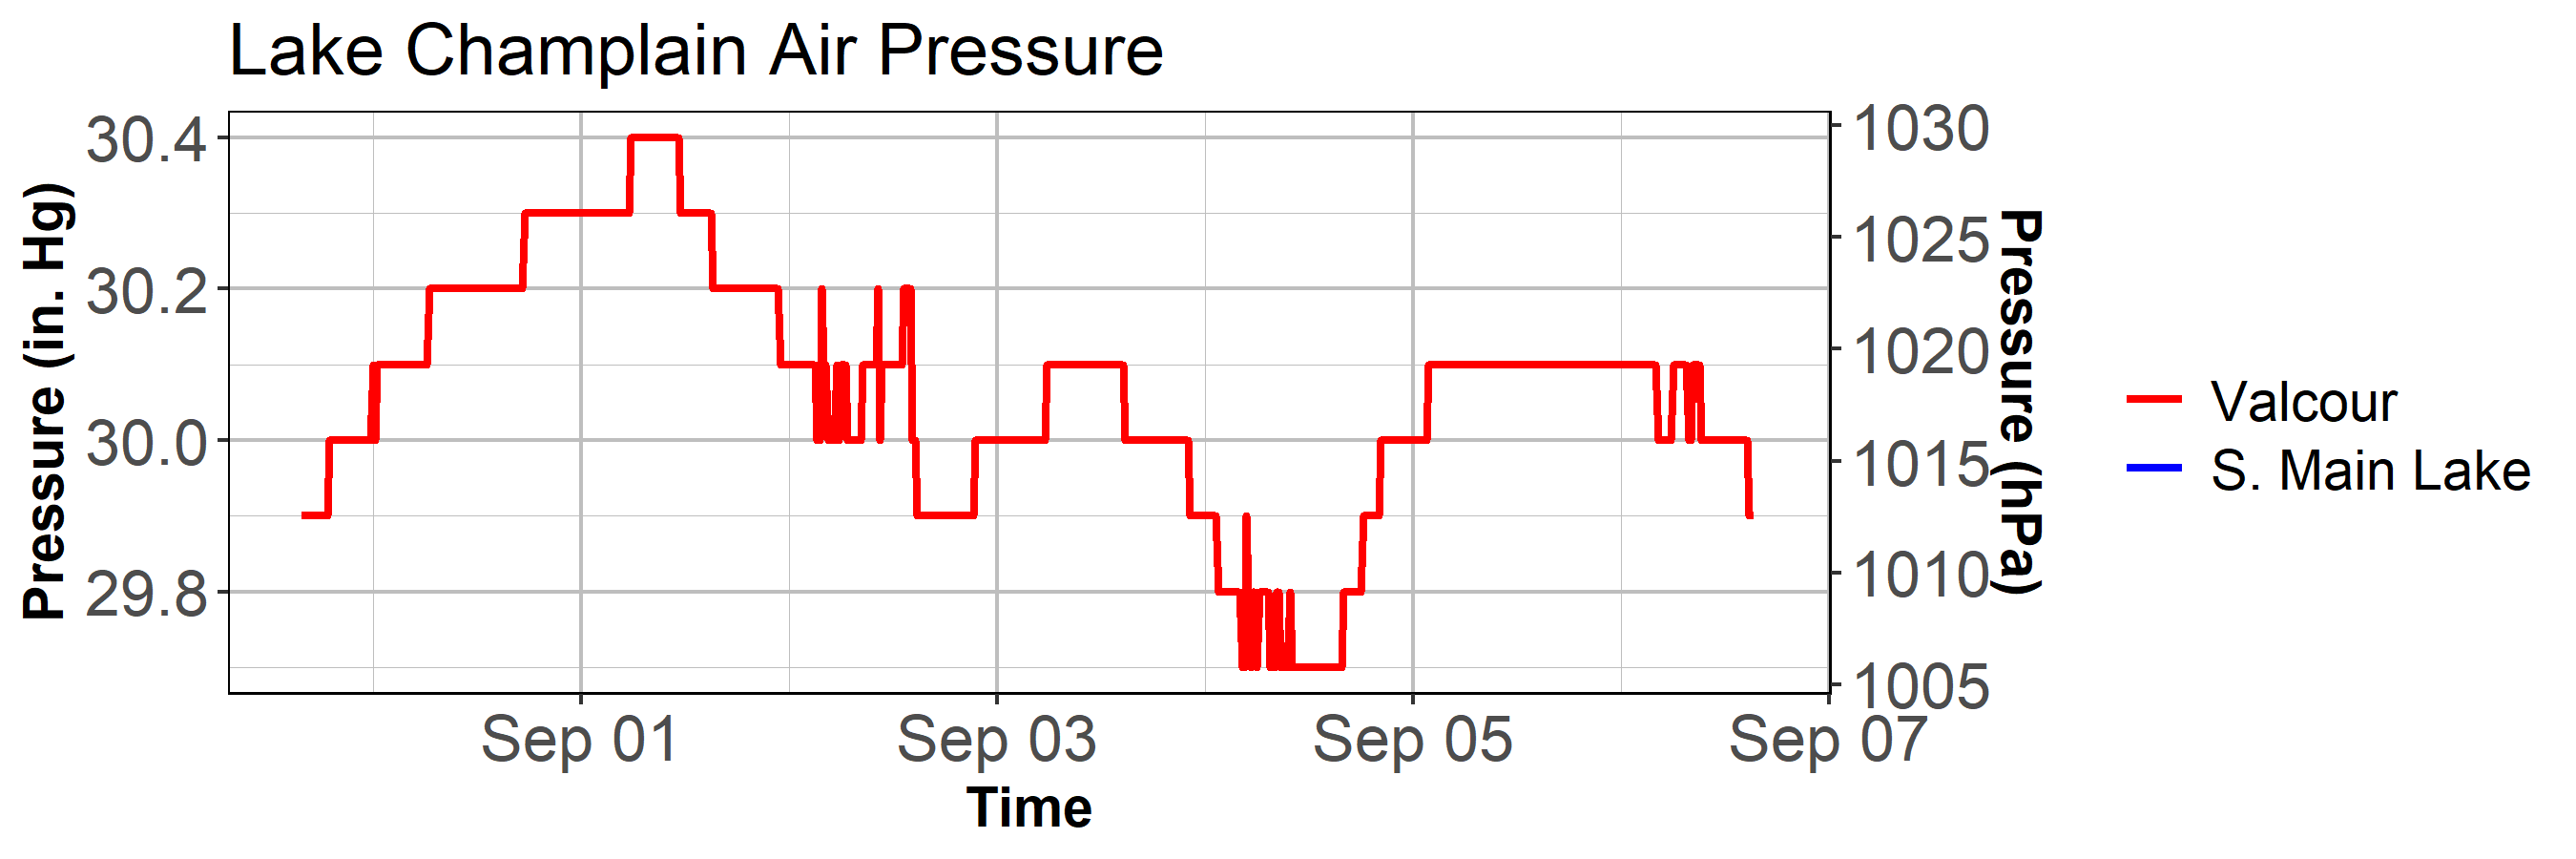 Lake Champlain Air Pressure
Pressure (in. Hg)
30.4
30.2
30.0
29.8
1030
1025
1020
1015
1010
1005
Pressure (hPa)
Sep 01
Sep 03
Sep 05
Sep 07
Time
Valcour
S. Main Lake